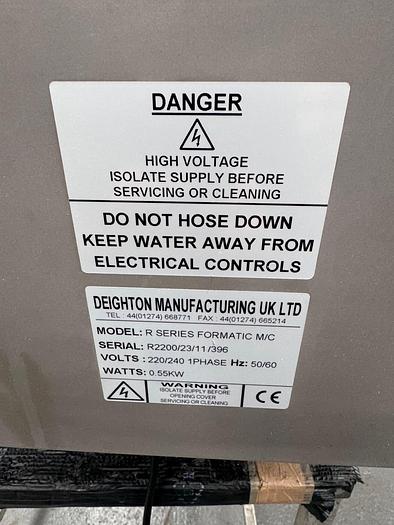 DANGER
HIGH VOLTAGE
ISOLATE SUPPLY BEFORE
SERVICING OR CLEANING
DO NOT HOSE DOWN
KEEP WATER AWAY FROM
ELECTRICAL CONTROLS
DEIGHTON MANUFACTURING UK LTD
TEL : 44(01274) 668771 FAX : 44(01274) 665214
MODEL: R SERIES FORMATIC M/C
SERIAL: R2200/23/11/396
VOLTS : 220/240 1PHASE Hz: 50/60
WATTS: 0.55KW
WARNING
ISOLATE SUPPLY BEFORE
OPENING COVER
SERVICING OR CLEANING
CE